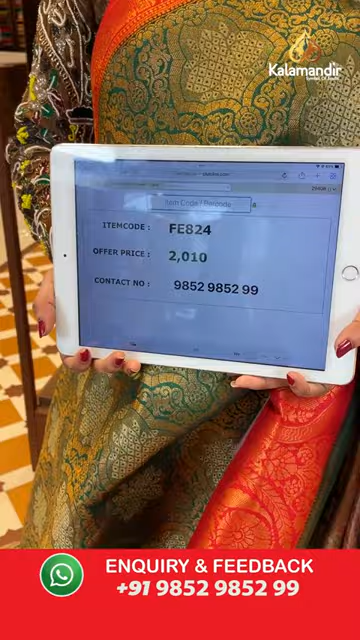 Kalamandir
Item Code / Barcode
ITEMCODE : FE824
OFFER PRICE : 2,010
CONTACT NO : 9852 9852 99
ENQUIRY & FEEDBACK
+91 9852 9852 99